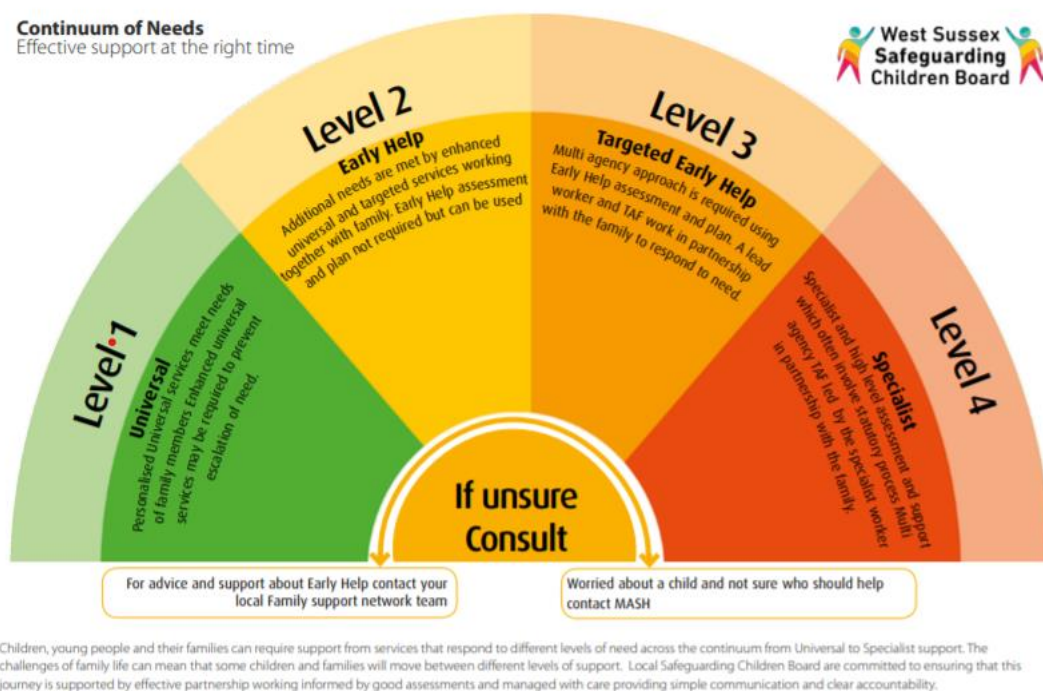 Continuum of Needs
Effective support at the right time
West Sussex
Safeguarding
Children Board
Level 1
Universal
Personalised Universal services meet needs
of family members Enhanced universal
services may be required to prevent
escalation of need.
Level 2
Early Help
Additional needs are met by enhanced
universal and targeted services working
together with family. Early Help assessment
and plan not required but can be used
Level 3
Targeted Early Help
Multi agency approach is required using
Early Help assessment and plan. A lead
worker and TAF work in partnership
with the family to respond to need.
Level 4
Specialist
Specialist and high level assessment and support
which often involve statutory process Multi
agency TAF led by the specialist worker
in partnership with the family.
If unsure
Consult
For advice and support about Early Help contact your
local Family support network team
Worried about a child and not sure who should help
contact MASH
Children, young people and their families can require support from services that respond to different levels of need across the continuum from Universal to Specialist support. The
challenges of family life can mean that some children and families will move between different levels of support. Local Safeguarding Children Board are committed to ensuring that this
journey is supported by effective partnership working informed by good assessments and managed with care providing simple communication and clear accountability.